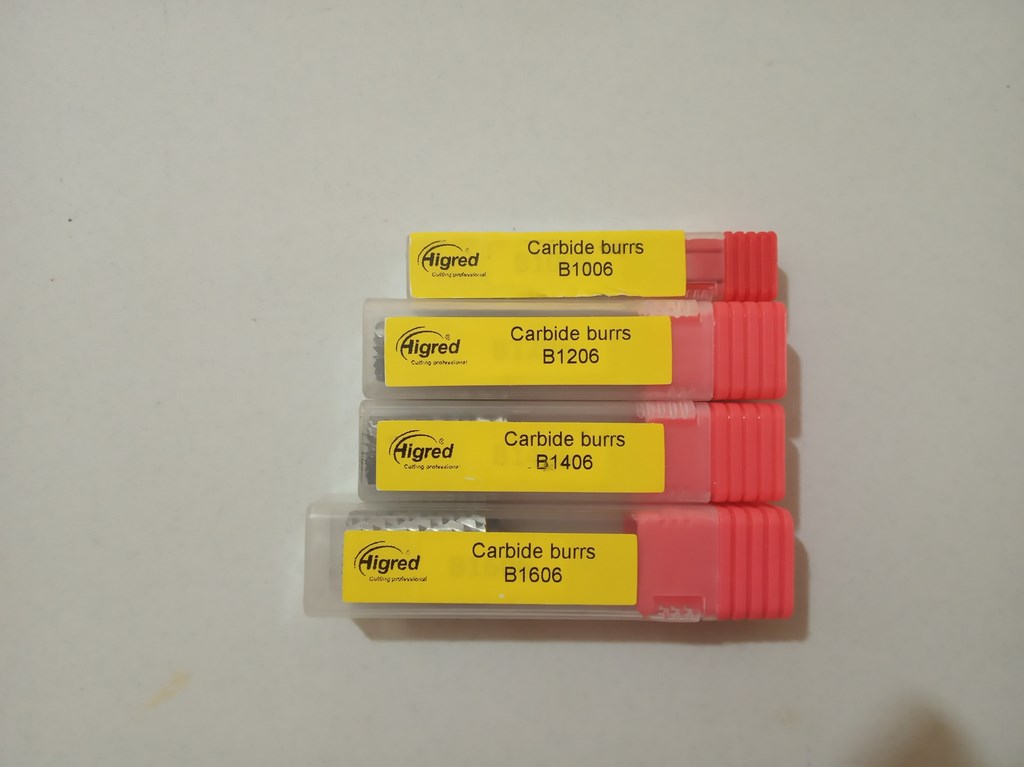 Higred®
Cutting professional
Carbide burrs
B1006
Higred®
Cutting professional
Carbide burrs
B1206
Higred®
Cutting professional
Carbide burrs
B1406
Higred®
Cutting professional
Carbide burrs
B1606